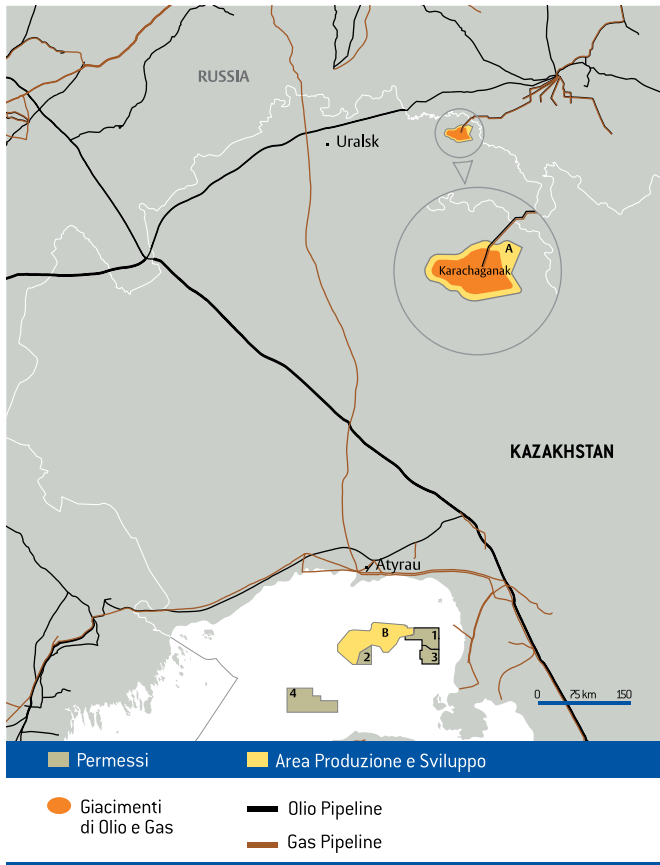 RUSSIA
Uralsk
A
Karachaganak
KAZAKHSTAN
Atyrau
B
1
2
3
4
0 75 km 150
Permessi
Area Produzione e Sviluppo
Giacimenti
di Olio e Gas
Olio Pipeline
Gas Pipeline